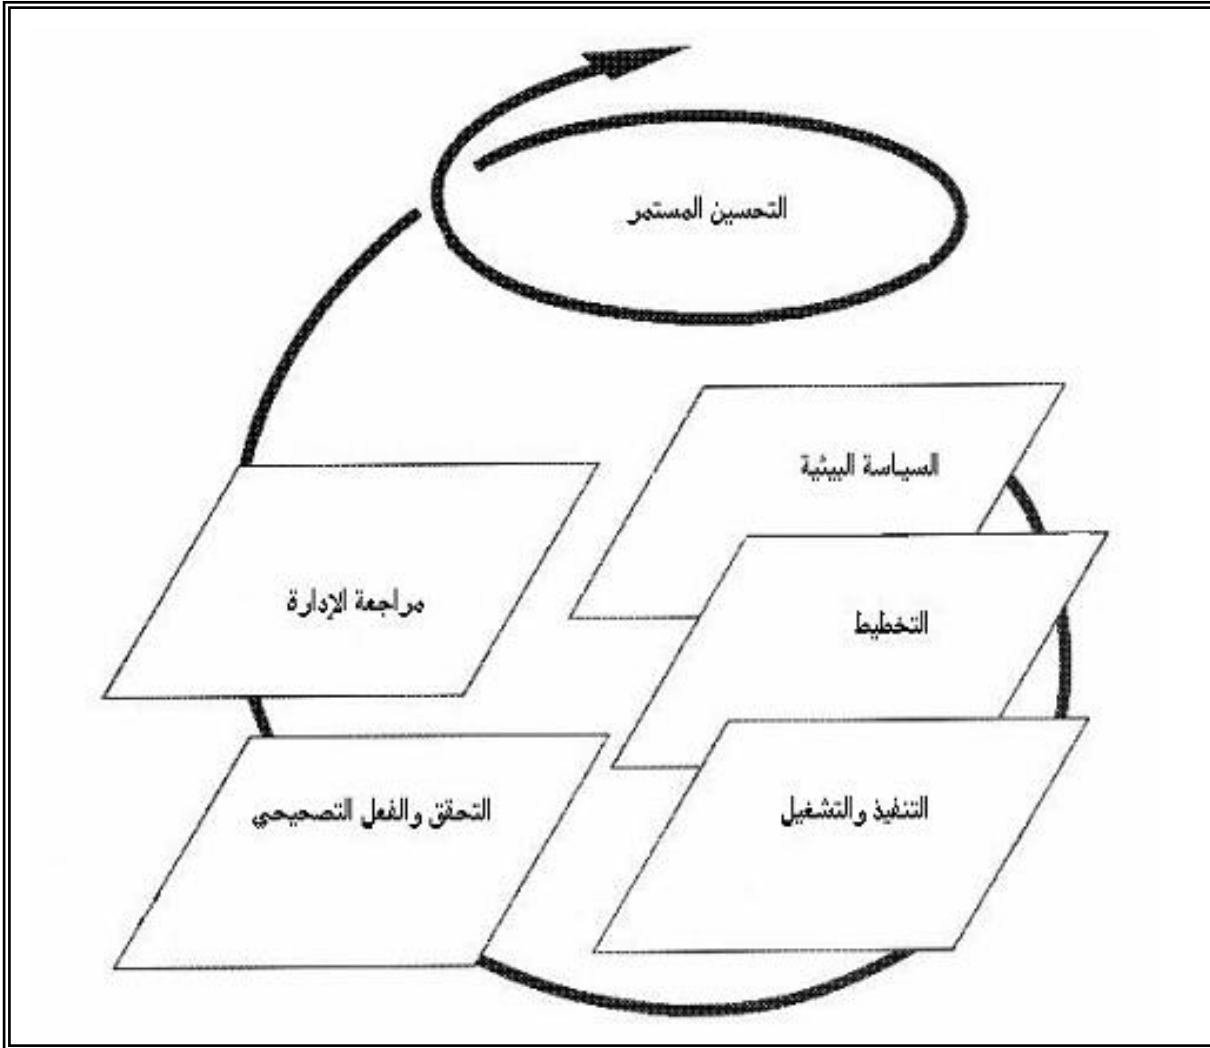 التحسين المستمر
السياسة البيئية
مراجعة الإدارة
التخطيط
التحقق والفعل التصحيحي
التنفيذ والتشغيل